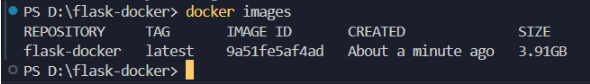 PS D:\flask-docker> docker images
REPOSITORY TAG IMAGE ID CREATED SIZE
flask-docker latest 9a51fe5af4ad About a minute ago 3.91GB
PS D:\flask-docker>